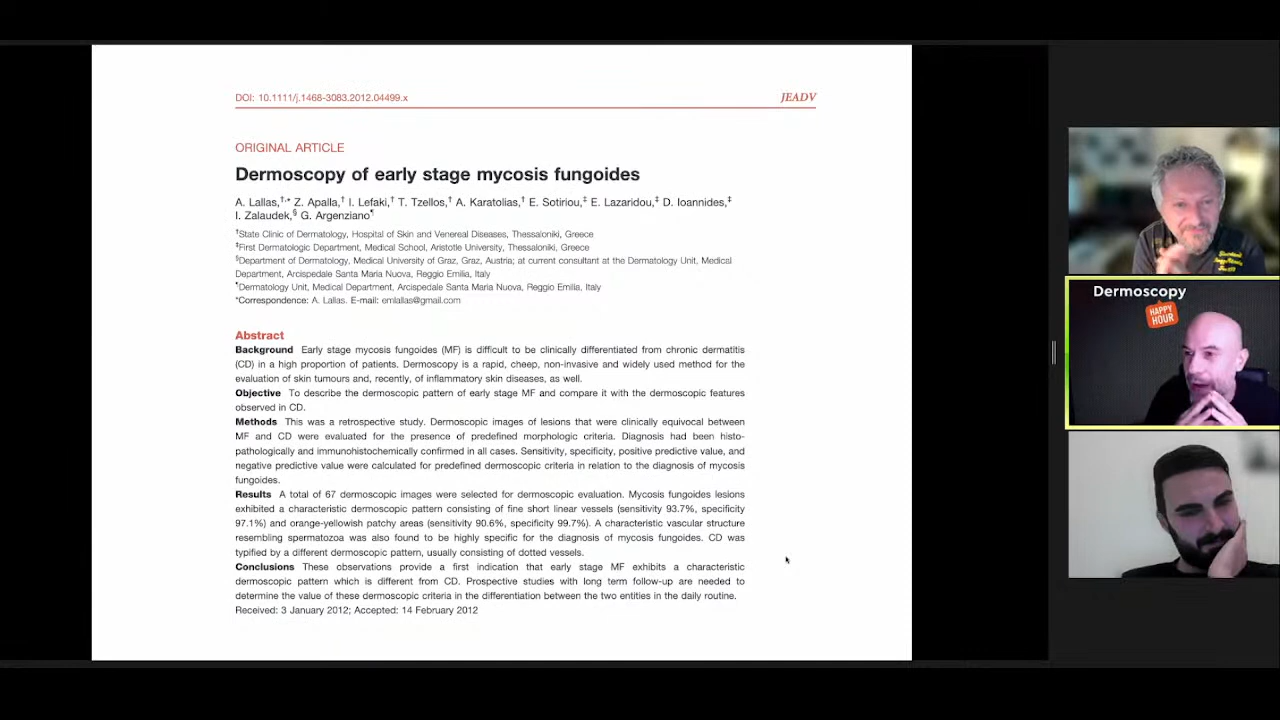 DOI: 10.1111/j.1468-3083.2012.04499.x
JEADV
ORIGINAL ARTICLE
Dermoscopy of early stage mycosis fungoides
A. Lallas,†,* Z. Apalla,† I. Lefaki,† T. Tzellos,† A. Karatolias,† E. Sotiriou,‡ E. Lazaridou,‡ D. Ioannides,‡
I. Zalaudek,§ G. Argenziano¶
†State Clinic of Dermatology, Hospital of Skin and Venereal Diseases, Thessaloniki, Greece
‡First Dermatologic Department, Medical School, Aristotle University, Thessaloniki, Greece
§Department of Dermatology, Medical University of Graz, Graz, Austria; at current consultant at the Dermatology Unit, Medical
Department, Arcispedale Santa Maria Nuova, Reggio Emilia, Italy
¶Dermatology Unit, Medical Department, Arcispedale Santa Maria Nuova, Reggio Emilia, Italy
*Correspondence: A. Lallas. E-mail: emlallas@gmail.com
Abstract
Background Early stage mycosis fungoides (MF) is difficult to be clinically differentiated from chronic dermatitis
(CD) in a high proportion of patients. Dermoscopy is a rapid, cheep, non-invasive and widely used method for the
evaluation of skin tumours and, recently, of inflammatory skin diseases, as well.
Objective To describe the dermoscopic pattern of early stage MF and compare it with the dermoscopic features
observed in CD.
Methods This was a retrospective study. Dermoscopic images of lesions that were clinically equivocal between
MF and CD were evaluated for the presence of predefined morphologic criteria. Diagnosis had been histo-
pathologically and immunohistochemically confirmed in all cases. Sensitivity, specificity, positive predictive value, and
negative predictive value were calculated for predefined dermoscopic criteria in relation to the diagnosis of mycosis
fungoides.
Results A total of 67 dermoscopic images were selected for dermoscopic evaluation. Mycosis fungoides lesions
exhibited a characteristic dermoscopic pattern consisting of fine short linear vessels (sensitivity 93.7%, specificity
97.1%) and orange-yellowish patchy areas (sensitivity 90.6%, specificity 99.7%). A characteristic vascular structure
resembling spermatozoa was also found to be highly specific for the diagnosis of mycosis fungoides. CD was
typified by a different dermoscopic pattern, usually consisting of dotted vessels.
Conclusions These observations provide a first indication that early stage MF exhibits a characteristic
dermoscopic pattern which is different from CD. Prospective studies with long term follow-up are needed to
determine the value of these dermoscopic criteria in the differentiation between the two entities in the daily routine.
Received: 3 January 2012; Accepted: 14 February 2012
Dermoscopy
HAPPY
HOUR